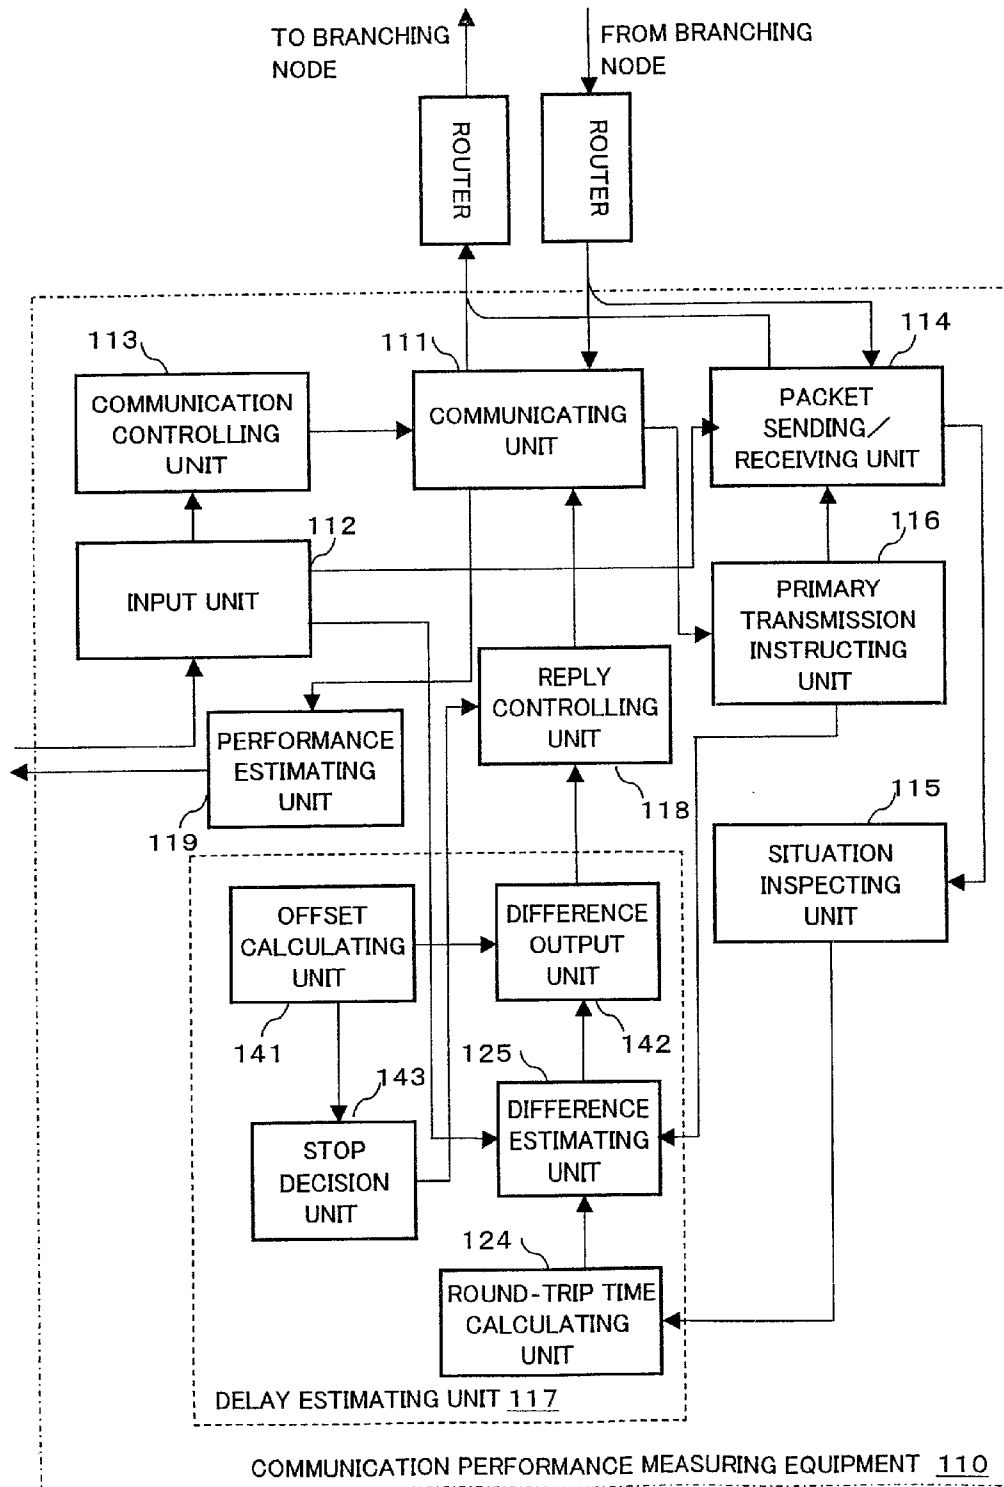 TO BRANCHING
NODE
FROM BRANCHING
NODE
ROUTER
ROUTER
113
111
114
COMMUNICATION
CONTROLLING
UNIT
COMMUNICATING
UNIT
PACKET
SENDING/
RECEIVING UNIT
112
116
INPUT UNIT
PRIMARY
TRANSMISSION
INSTRUCTING
UNIT
REPLY
CONTROLLING
UNIT
PERFORMANCE
ESTIMATING
UNIT
119
118
115
SITUATION
INSPECTING
UNIT
OFFSET
CALCULATING
UNIT
DIFFERENCE
OUTPUT
UNIT
141
142
125
143
DIFFERENCE
ESTIMATING
UNIT
STOP
DECISION
UNIT
124
ROUND-TRIP TIME
CALCULATING
UNIT
DELAY ESTIMATING UNIT 117
COMMUNICATION PERFORMANCE MEASURING EQUIPMENT 110